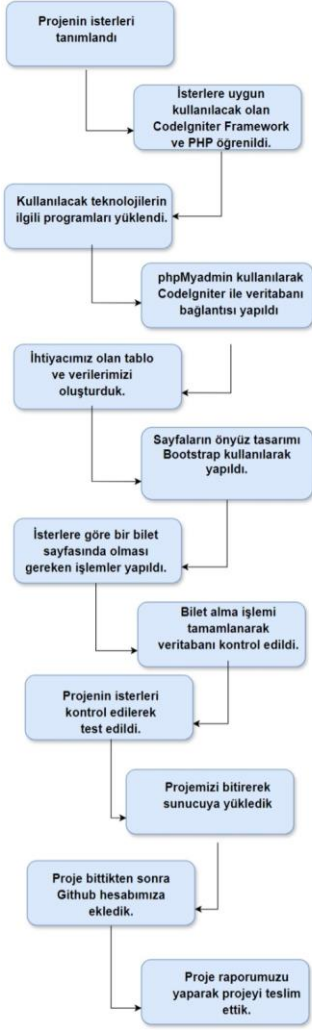 Projenin isterleri
tanımlandı
İsterlere uygun
kullanılacak olan
CodeIgniter Framework
ve PHP öğrenildi.
Kullanılacak teknolojilerin
ilgili programları yüklendi.
phpMyadmin kullanılarak
CodeIgniter ile veritabanı
bağlantısı yapıldı
İhtiyacımız olan tablo
ve verilerimizi
oluşturduk.
Sayfaların önyüz tasarımı
Bootstrap kullanılarak
yapıldı.
İsterlere göre bir bilet
sayfasında olması
gereken işlemler yapıldı.
Bilet alma işlemi
tamamlanarak
veritabanı kontrol edildi.
Projenin isterleri
kontrol edilerek
test edildi.
Projemizi bitirerek
sunucuya yükledik
Proje bittikten sonra
Github hesabımıza
ekledik.
Proje raporumuzu
yaparak projeyi teslim
ettik.